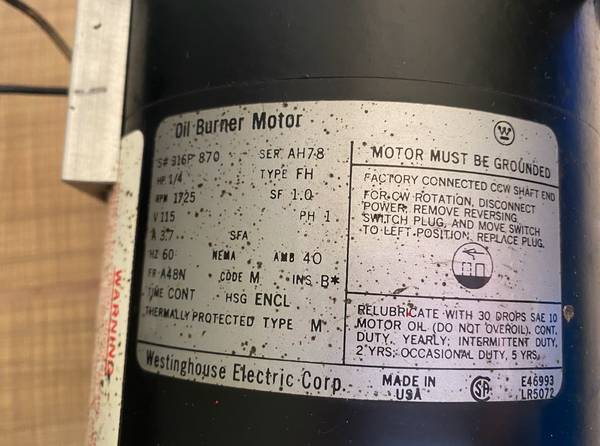 Oil Burner Motor
S# 316P 870 SER AH78
HP 1/4 TYPE FH
RPM 1725 SF 1.0
V 115 PH 1
A 3.7 SFA
HZ 60 NEMA AMB 40
FR A48N CODE M INS B*
TIME CONT HSG ENCL
THERMALLY PROTECTED TYPE M
W
MOTOR MUST BE GROUNDED
FACTORY CONNECTED CCW SHAFT END
FOR CW ROTATION, DISCONNECT
POWER, REMOVE REVERSING
SWITCH PLUG, AND MOVE SWITCH
TO LEFT POSITION, REPLACE PLUG.
RELUBRICATE WITH 30 DROPS SAE 10
MOTOR OIL (DO NOT OVEROIL). CONT.
DUTY, YEARLY; INTERMITTENT DUTY,
2 YRS; OCCASIONAL DUTY, 5 YRS.
Westinghouse Electric Corp.
MADE IN
USA
SA
E46993
LR5072
WARNING